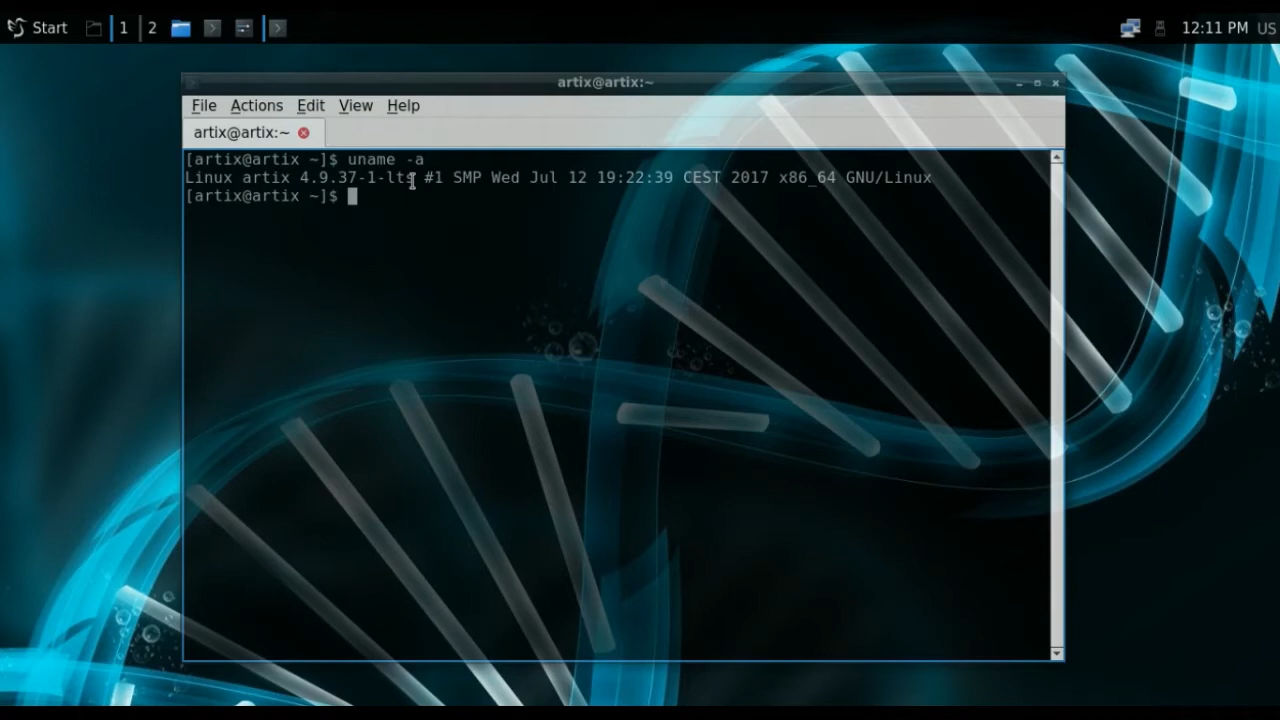 Start 1 2 12:11 PM US
artix@artix:~
File Actions Edit View Help
artix@artix:~
[artix@artix ~]$ uname -a
Linux artix 4.9.37-1-lts #1 SMP Wed Jul 12 19:22:39 CEST 2017 x86_64 GNU/Linux
[artix@artix ~]$